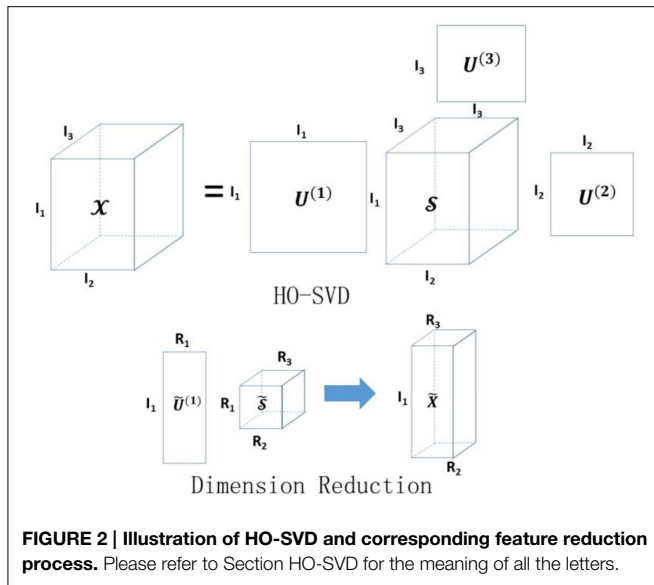 I₃ U⁽³⁾
I₃
I₃ I₁ I₃ I₂
I₁ 𝓧 = I₁ U⁽¹⁾ I₁ 𝓢 I₂ U⁽²⁾
I₂ I₂
HO-SVD
R₁ R₃ R₃
I₁ Ũ⁽¹⁾ R₁ 𝓢̃ I₁ X̃
R₂ R₂
Dimension Reduction
FIGURE 2 | Illustration of HO-SVD and corresponding feature reduction
process. Please refer to Section HO-SVD for the meaning of all the letters.